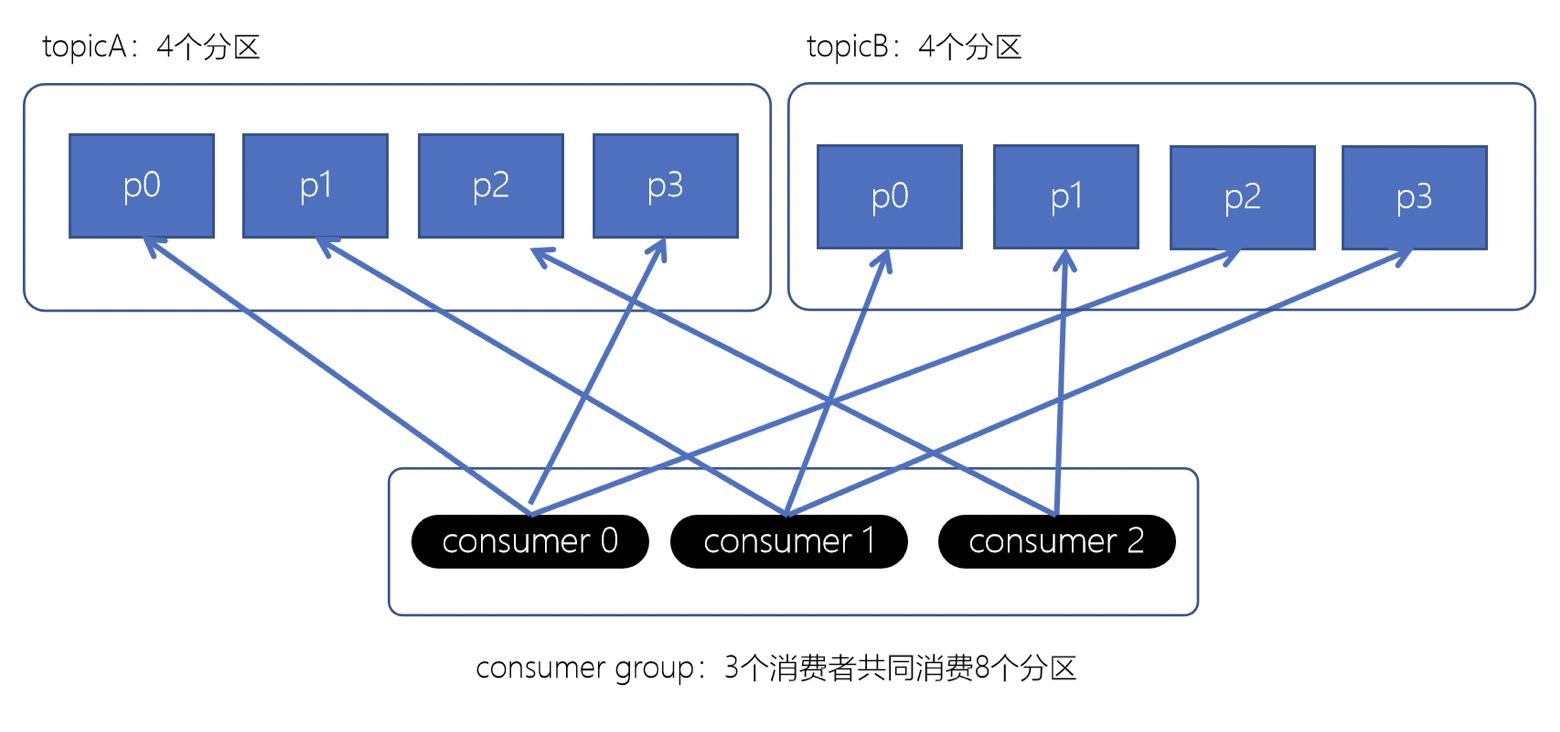 topicA：4个分区
topicB：4个分区
p0
p1
p2
p3
p0
p1
p2
p3
consumer 0
consumer 1
consumer 2
consumer group：3个消费者共同消费8个分区